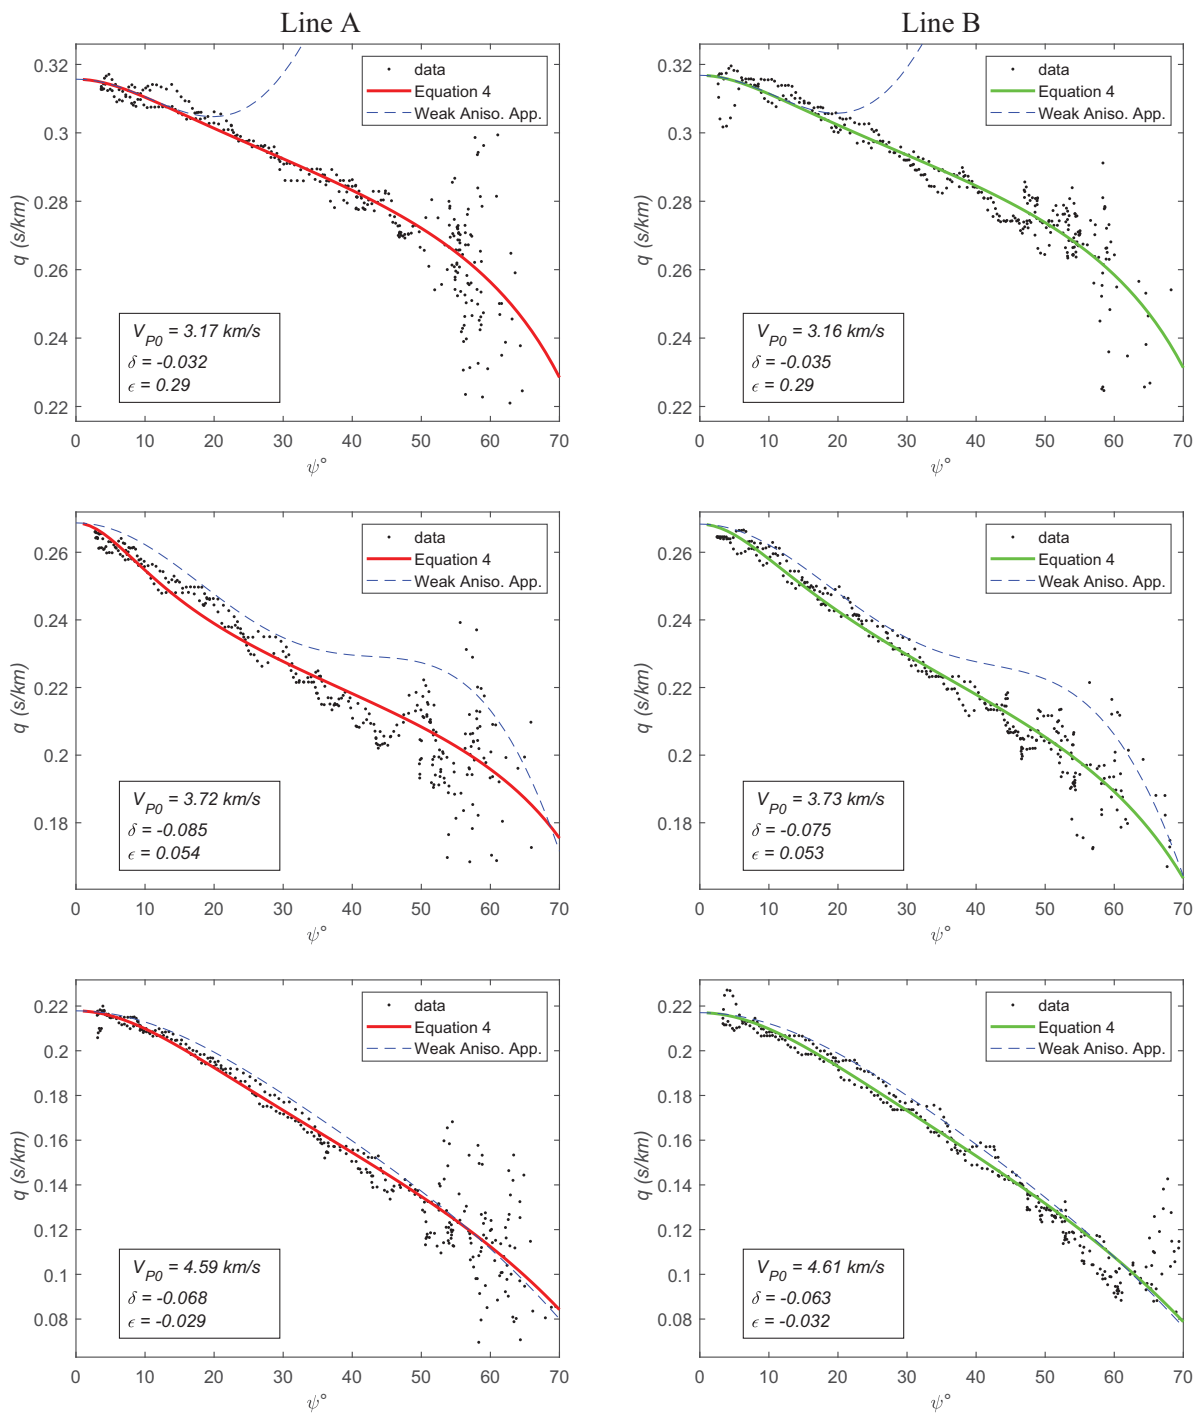 Line A
Line B
0.32
0.3
0.28
0.26
0.24
0.22
q (s/km)
data
Equation 4
Weak Aniso. App.
V_P0 = 3.17 km/s
δ = -0.032
ϵ = 0.29
0 10 20 30 40 50 60 70
ψ°
0.32
0.3
0.28
0.26
0.24
0.22
q (s/km)
data
Equation 4
Weak Aniso. App.
V_P0 = 3.16 km/s
δ = -0.035
ϵ = 0.29
0 10 20 30 40 50 60 70
ψ°
0.26
0.24
0.22
0.2
0.18
q (s/km)
data
Equation 4
Weak Aniso. App.
V_P0 = 3.72 km/s
δ = -0.085
ϵ = 0.054
0 10 20 30 40 50 60 70
ψ°
0.26
0.24
0.22
0.2
0.18
q (s/km)
data
Equation 4
Weak Aniso. App.
V_P0 = 3.73 km/s
δ = -0.075
ϵ = 0.053
0 10 20 30 40 50 60 70
ψ°
0.22
0.2
0.18
0.16
0.14
0.12
0.1
0.08
q (s/km)
data
Equation 4
Weak Aniso. App.
V_P0 = 4.59 km/s
δ = -0.068
ϵ = -0.029
0 10 20 30 40 50 60 70
ψ°
0.22
0.2
0.18
0.16
0.14
0.12
0.1
0.08
q (s/km)
data
Equation 4
Weak Aniso. App.
V_P0 = 4.61 km/s
δ = -0.063
ϵ = -0.032
0 10 20 30 40 50 60 70
ψ°